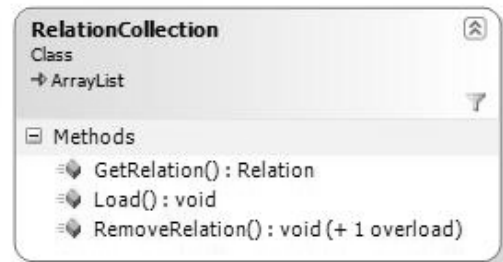 RelationCollection
Class
ArrayList
Methods
GetRelation() : Relation
Load() : void
RemoveRelation() : void (+ 1 overload)